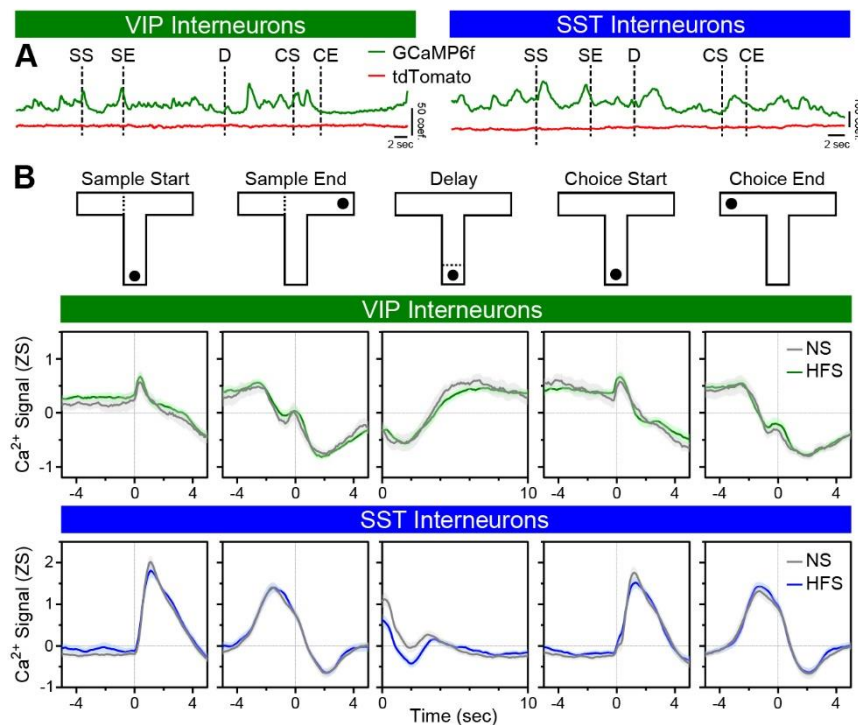 VIP Interneurons
SST Interneurons
A
SS SE D CS CE
GCaMP6f
tdTomato
SS SE D CS CE
50 coef.
2 sec
2 sec
B
Sample Start Sample End Delay Choice Start Choice End
VIP Interneurons
Ca2+ Signal (ZS)
1
0
-1
NS
HFS
-4 0 4 -4 0 4 0 10 -4 0 4 -4 0 4
SST Interneurons
Ca2+ Signal (ZS)
2
1
0
-1
NS
HFS
-4 0 4 -4 0 4 0 10 -4 0 4 -4 0 4
Time (sec)